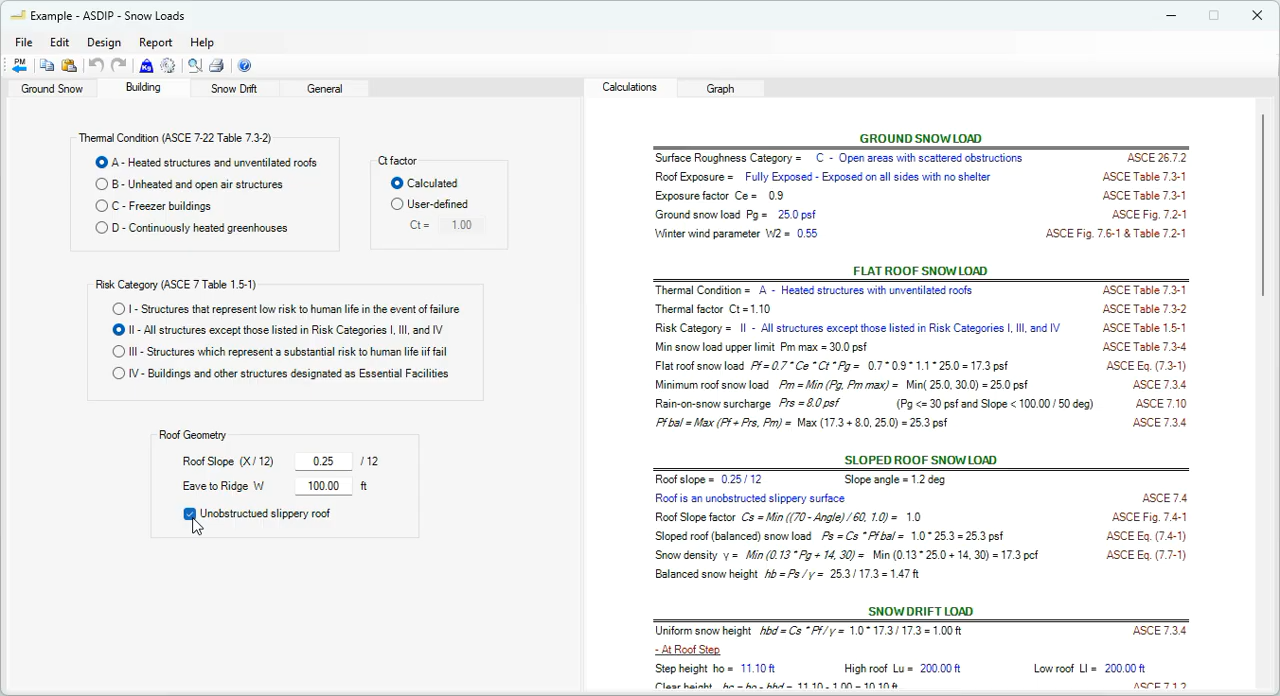 Example - ASDIP - Snow Loads
File Edit Design Report Help
PM Kg
Ground Snow Building Snow Drift General
Calculations Graph
Thermal Condition (ASCE 7-22 Table 7.3-2)
A - Heated structures and unventilated roofs
B - Unheated and open air structures
C - Freezer buildings
D - Continuously heated greenhouses
Ct factor
Calculated
User-defined
Ct = 1.00
Risk Category (ASCE 7 Table 1.5-1)
I - Structures that represent low risk to human life in the event of failure
II - All structures except those listed in Risk Categories I, III, and IV
III - Structures which represent a substantial risk to human life iif fail
IV - Buildings and other structures designated as Essential Facilities
Roof Geometry
Roof Slope (X / 12) 0.25 / 12
Eave to Ridge W 100.00 ft
Unobstructued slippery roof
GROUND SNOW LOAD
Surface Roughness Category = C - Open areas with scattered obstructions ASCE 26.7.2
Roof Exposure = Fully Exposed - Exposed on all sides with no shelter ASCE Table 7.3-1
Exposure factor Ce = 0.9 ASCE Table 7.3-1
Ground snow load Pg = 25.0 psf ASCE Fig. 7.2-1
Winter wind parameter W2 = 0.55 ASCE Fig. 7.6-1 & Table 7.2-1
FLAT ROOF SNOW LOAD
Thermal Condition = A - Heated structures with unventilated roofs ASCE Table 7.3-1
Thermal factor Ct = 1.10 ASCE Table 7.3-2
Risk Category = II - All structures except those listed in Risk Categories I, III, and IV ASCE Table 1.5-1
Min snow load upper limit Pm max = 30.0 psf ASCE Table 7.3-4
Flat roof snow load Pf = 0.7 * Ce * Ct * Pg = 0.7 * 0.9 * 1.1 * 25.0 = 17.3 psf ASCE Eq. (7.3-1)
Minimum roof snow load Pm = Min (Pg, Pm max) = Min( 25.0, 30.0) = 25.0 psf ASCE 7.3.4
Rain-on-snow surcharge Prs = 8.0 psf (Pg <= 30 psf and Slope < 100.00 / 50 deg) ASCE 7.10
Pf bal = Max (Pf + Prs, Pm) = Max (17.3 + 8.0, 25.0) = 25.3 psf ASCE 7.3.4
SLOPED ROOF SNOW LOAD
Roof slope = 0.25 / 12 Slope angle = 1.2 deg
Roof is an unobstructed slippery surface ASCE 7.4
Roof Slope factor Cs = Min ((70 - Angle) / 60, 1.0) = 1.0 ASCE Fig. 7.4-1
Sloped roof (balanced) snow load Ps = Cs * Pf bal = 1.0 * 25.3 = 25.3 psf ASCE Eq. (7.4-1)
Snow density γ = Min (0.13 * Pg + 14, 30) = Min (0.13 * 25.0 + 14, 30) = 17.3 pcf ASCE Eq. (7.7-1)
Balanced snow height hb = Ps / γ = 25.3 / 17.3 = 1.47 ft
SNOW DRIFT LOAD
Uniform snow height hbd = Cs * Pf / γ = 1.0 * 17.3 / 17.3 = 1.00 ft ASCE 7.3.4
- At Roof Step
Step height ho = 11.10 ft High roof Lu = 200.00 ft Low roof Ll = 200.00 ft
Clear height hc = ho - hbd = 11.10 - 1.00 = 10.10 ft ASCE 7.1.2